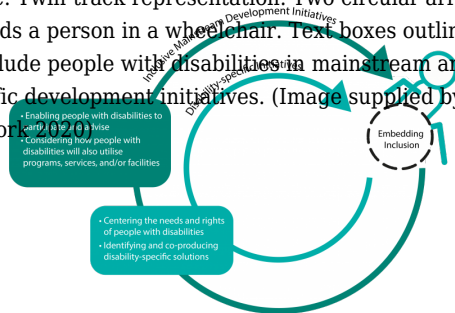 e. Twin track representation. Two circular arr
ds a person in a wheelchair. Text boxes outlin
lude people with disabilities in mainstream an
fic development initiatives. (Image supplied by
ork 2020)
Inclusive Mainstream Development Initiatives
Disability-specific Initiatives
• Enabling people with disabilities to
participate and advise
• Considering how people with
disabilities will also utilise
programs, services, and/or facilities
Embedding
Inclusion
• Centering the needs and rights
of people with disabilities
• Identifying and co-producing
disability-specific solutions